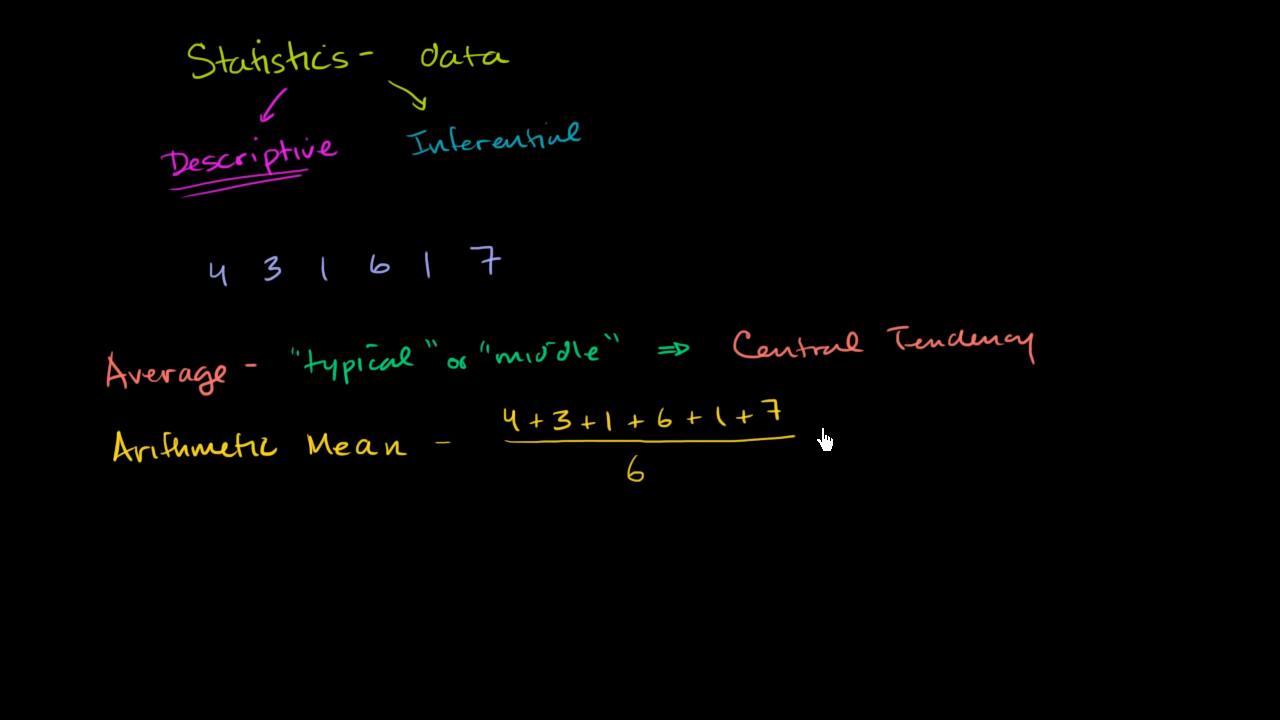 Statistics - data
Descriptive Inferential
4 3 1 6 1 7
Average - "typical" or "middle" ⇒ Central Tendency
Arithmetic Mean - 4 + 3 + 1 + 6 + 1 + 7
6